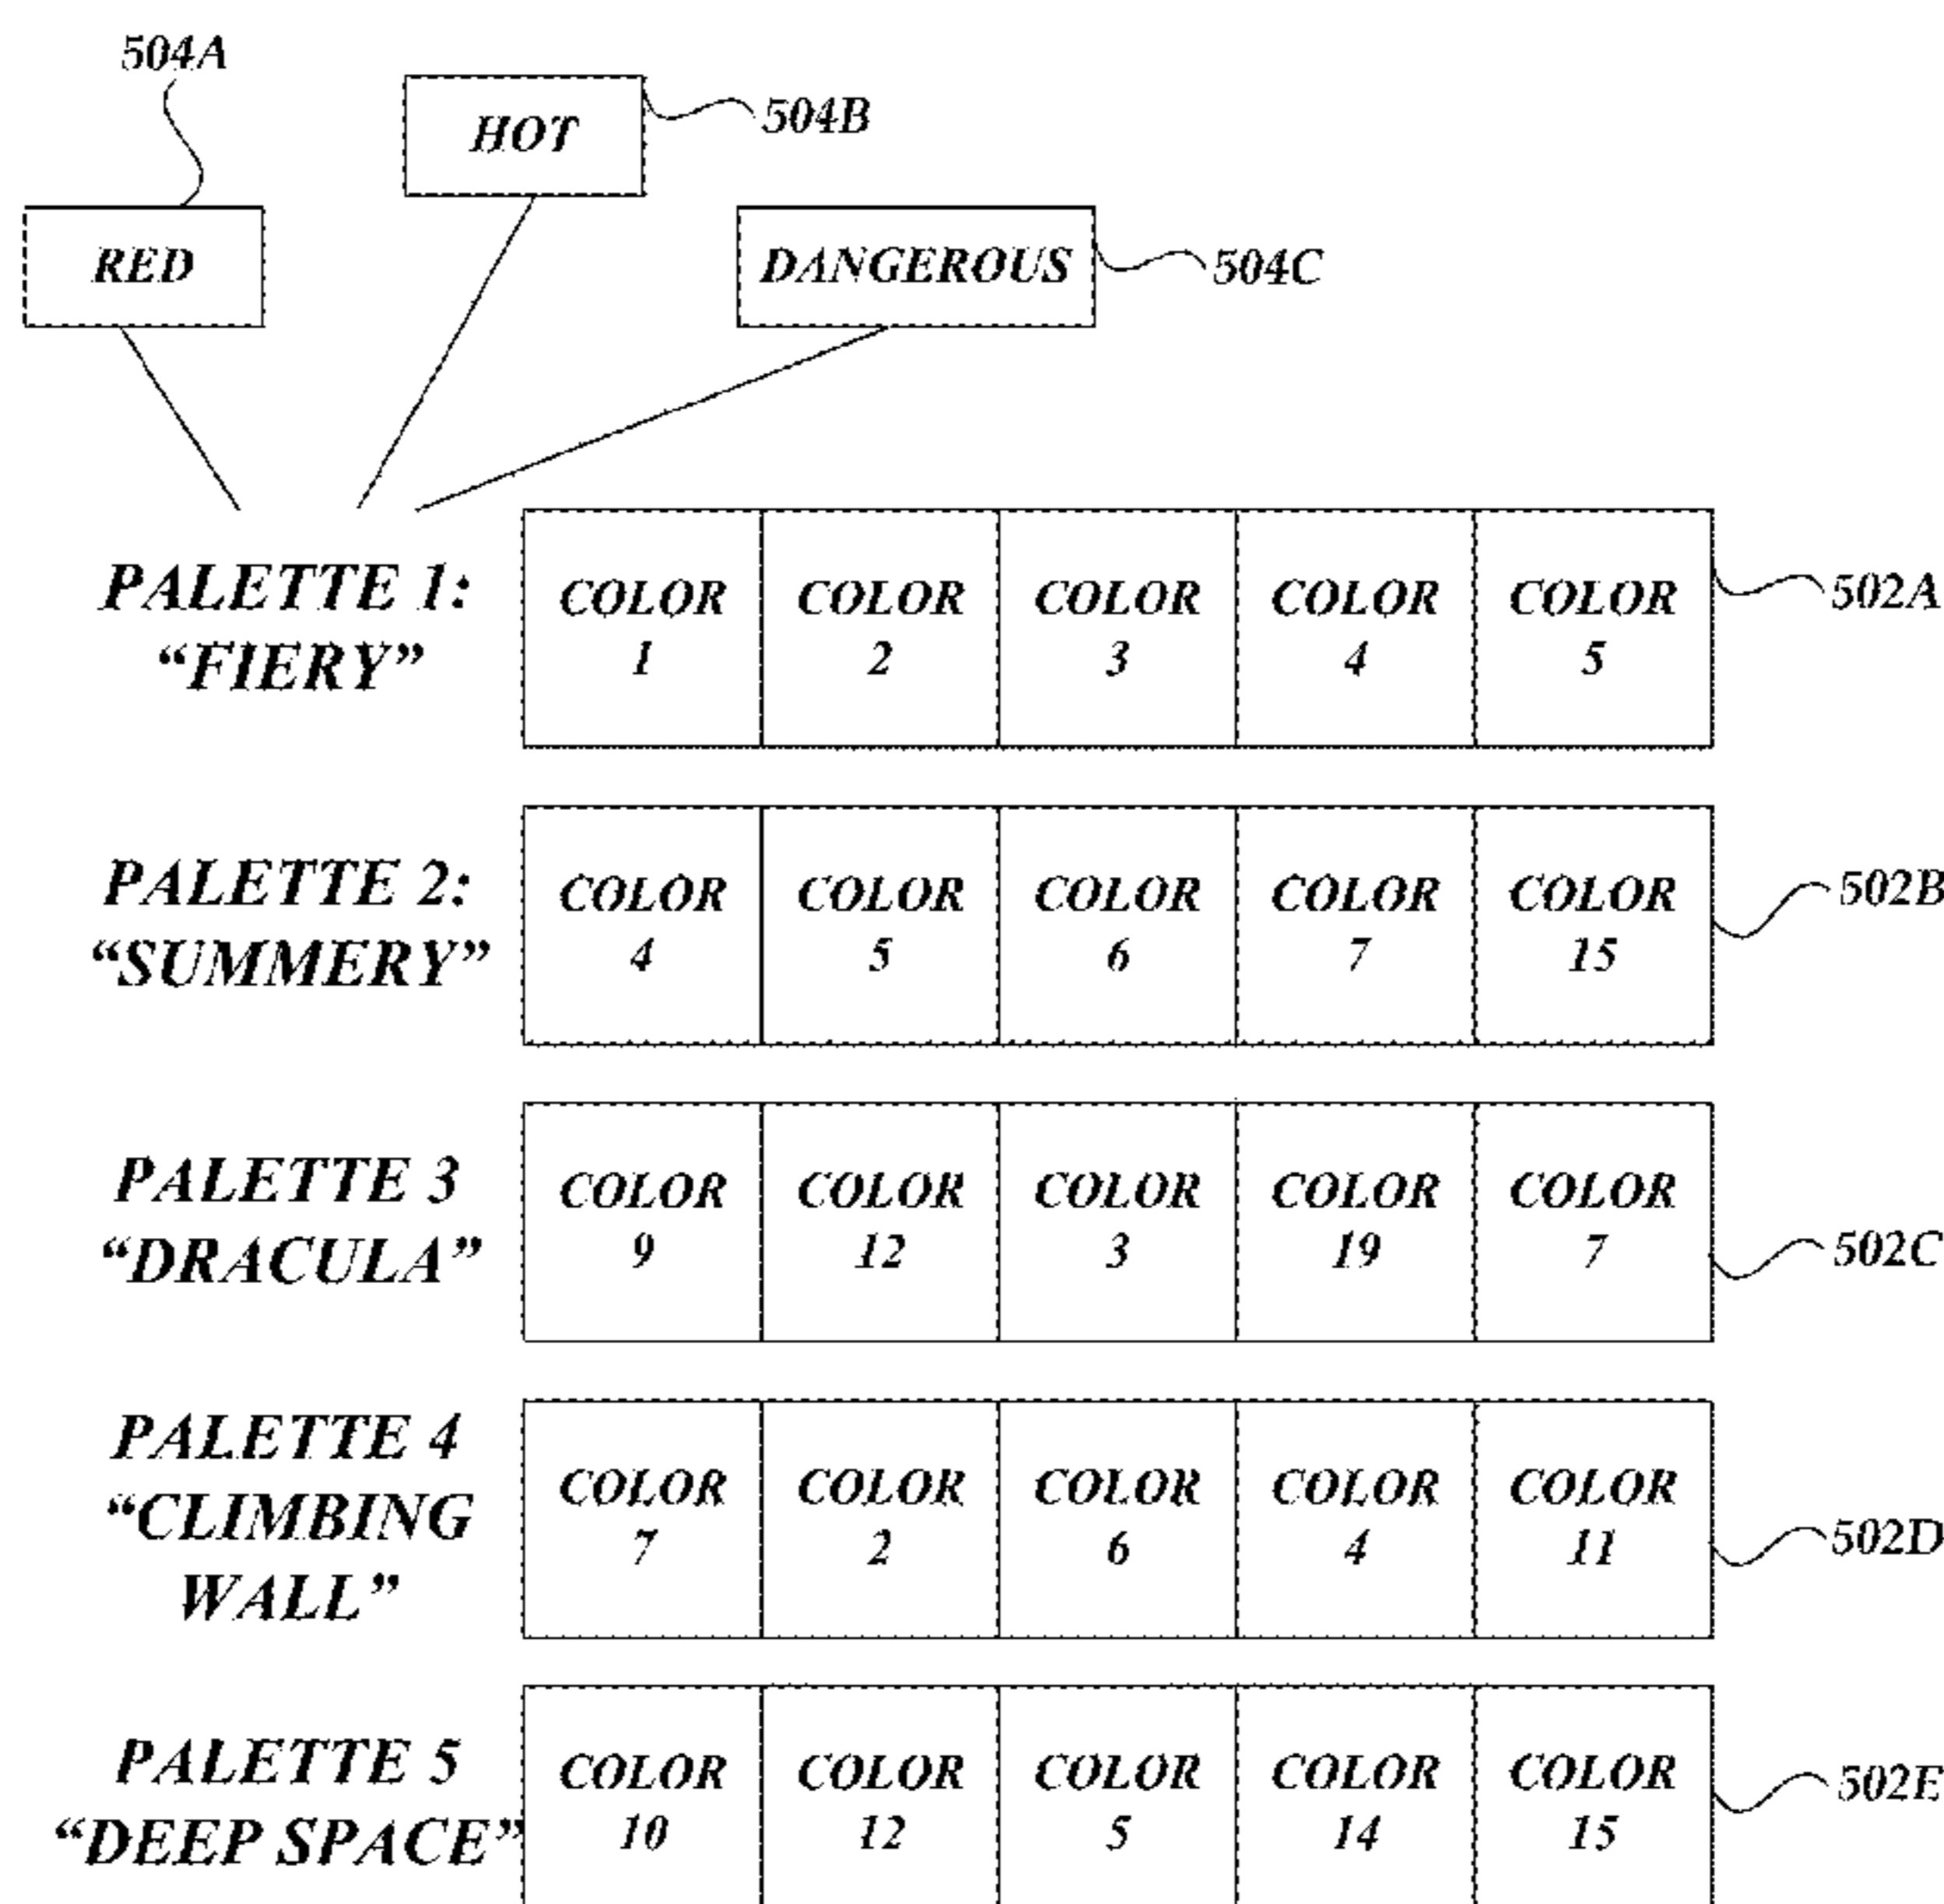 504A
HOT
504B
RED
DANGEROUS
504C
PALETTE 1:
“FIERY”
COLOR
1
COLOR
2
COLOR
3
COLOR
4
COLOR
5
502A
PALETTE 2:
“SUMMERY”
COLOR
4
COLOR
5
COLOR
6
COLOR
7
COLOR
15
502B
PALETTE 3
“DRACULA”
COLOR
9
COLOR
12
COLOR
3
COLOR
19
COLOR
7
502C
PALETTE 4
“CLIMBING
WALL”
COLOR
7
COLOR
2
COLOR
6
COLOR
4
COLOR
11
502D
PALETTE 5
“DEEP SPACE”
COLOR
10
COLOR
12
COLOR
5
COLOR
14
COLOR
15
502E